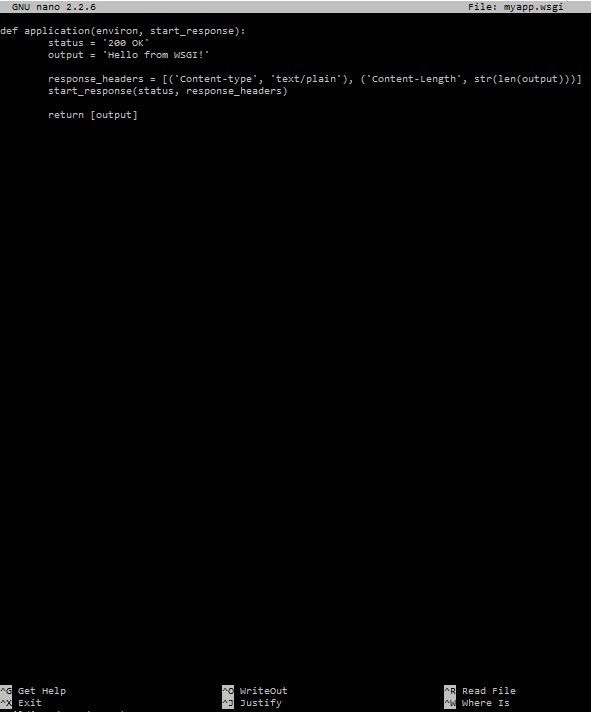 GNU nano 2.2.6 File: myapp.wsgi
def application(environ, start_response):
status = '200 OK'
output = 'Hello from WSGI!'
response_headers = [('Content-type', 'text/plain'), ('Content-Length', str(len(output)))]
start_response(status, response_headers)
return [output]
^G Get Help ^O WriteOut ^R Read File
^X Exit ^J Justify ^W Where Is